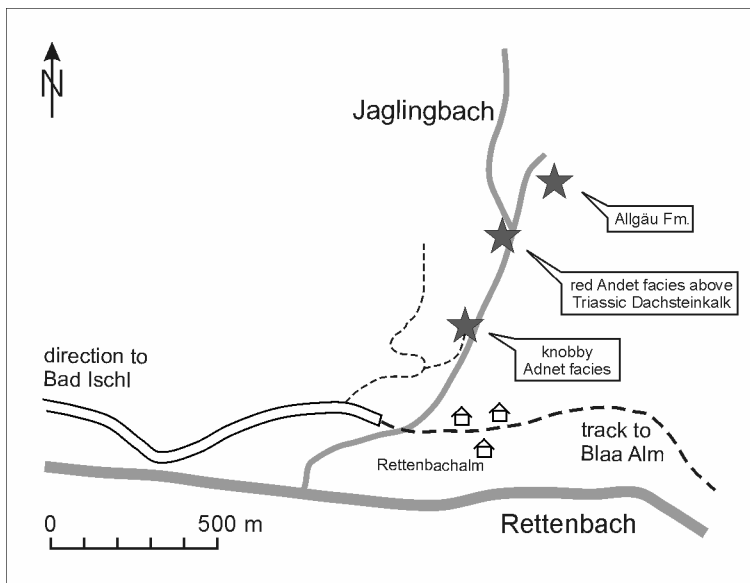 N
Jaglingbach
Allgäu Fm.
red Andet facies above
Triassic Dachsteinkalk
knobby
Adnet facies
direction to
Bad Ischl
track to
Blaa Alm
Rettenbachalm
0 500 m
Rettenbach